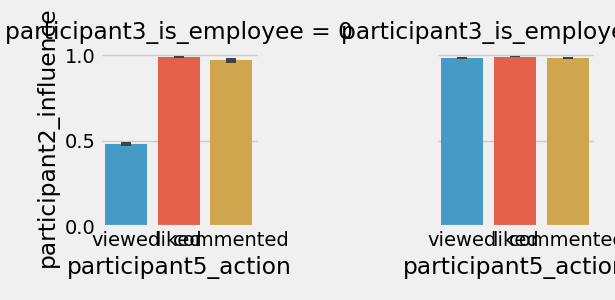 participant3_is_employee = 0
participant3_is_employe
participant2_influence
1.0
0.5
0.0
viewed liked commented
viewed liked commented
participant5_action
participant5_action